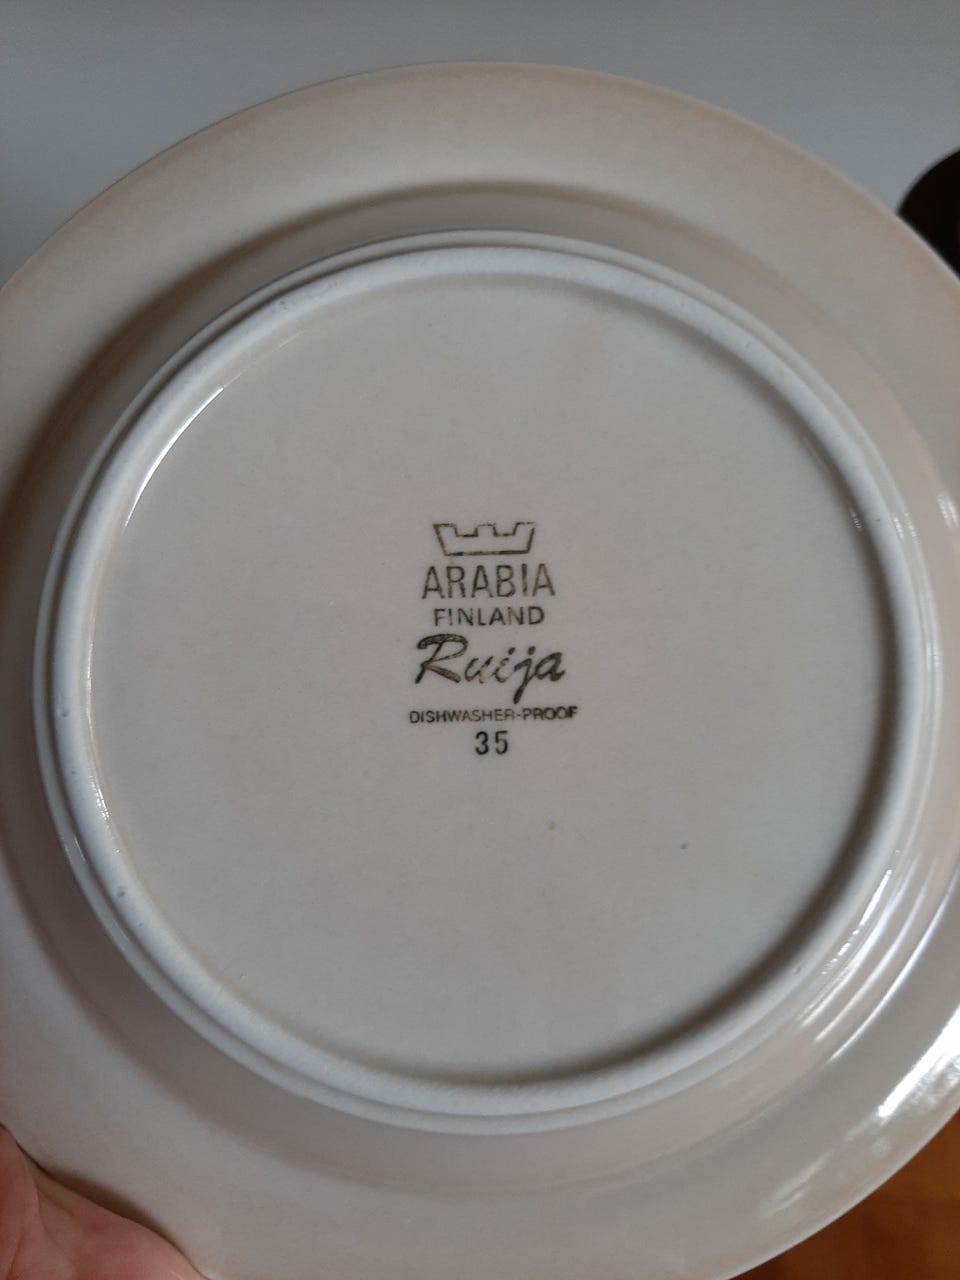 ARABIA
FINLAND
Ruija
DISHWASHER-PROOF
35